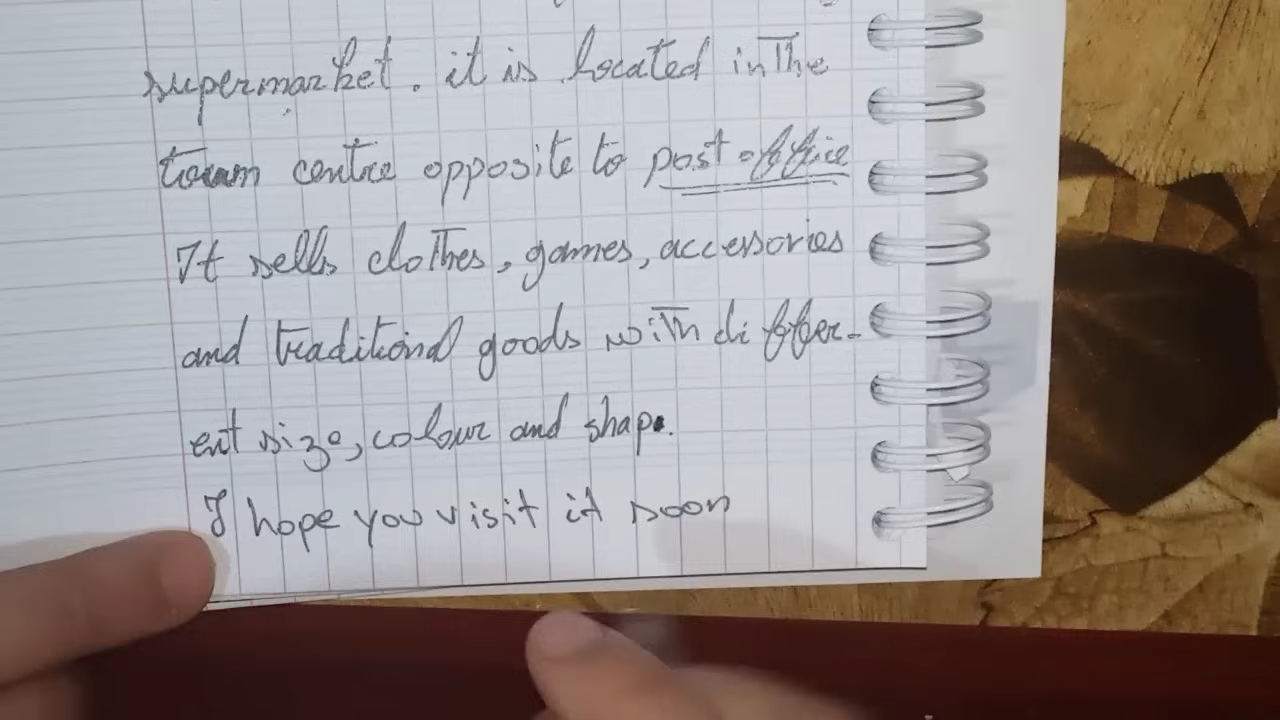 supermarket. it is located in the
town centre opposite to post office
It sells clothes, games, accessories
and traditional goods with differ-
ent size, colour and shap.
I hope you visit it soon